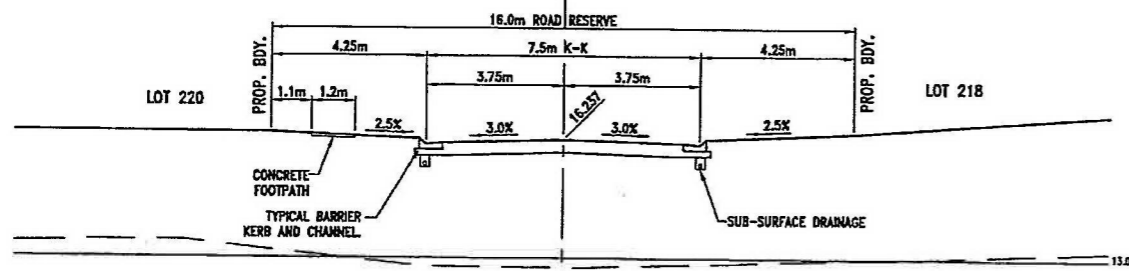 16.0m ROAD RESERVE
PROP. BDY.
4.25m
7.5m K-K
4.25m
PROP. BDY.
3.75m
3.75m
1.1m
1.2m
LOT 220
LOT 218
16.237
2.5%
3.0%
3.0%
2.5%
CONCRETE
FOOTPATH
TYPICAL BARRIER
KERB AND CHANNEL
SUB-SURFACE DRAINAGE
13.0